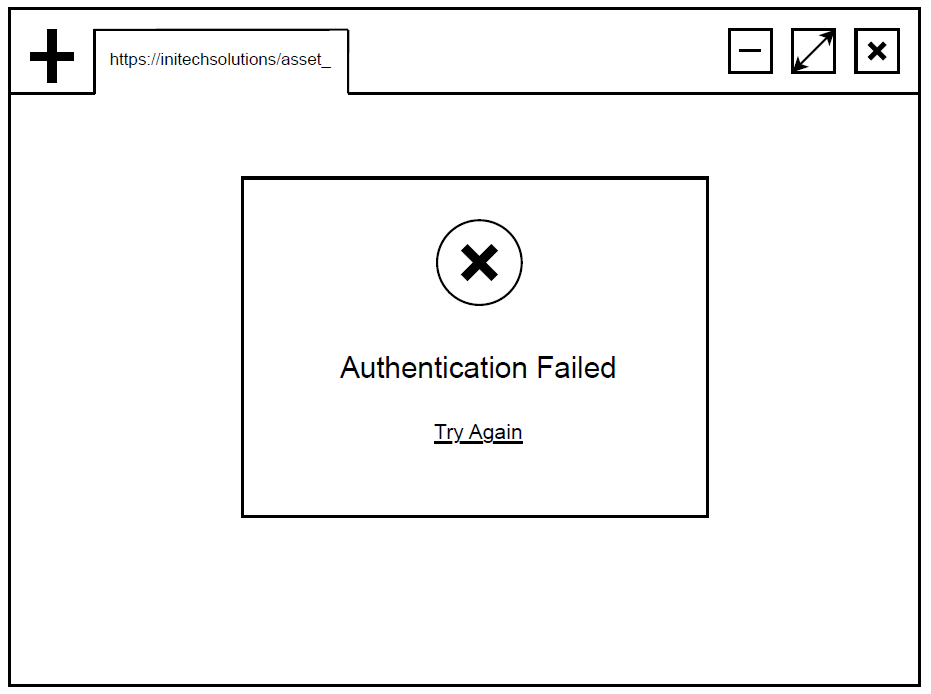 https://initechsolutions/asset_
Authentication Failed
Try Again